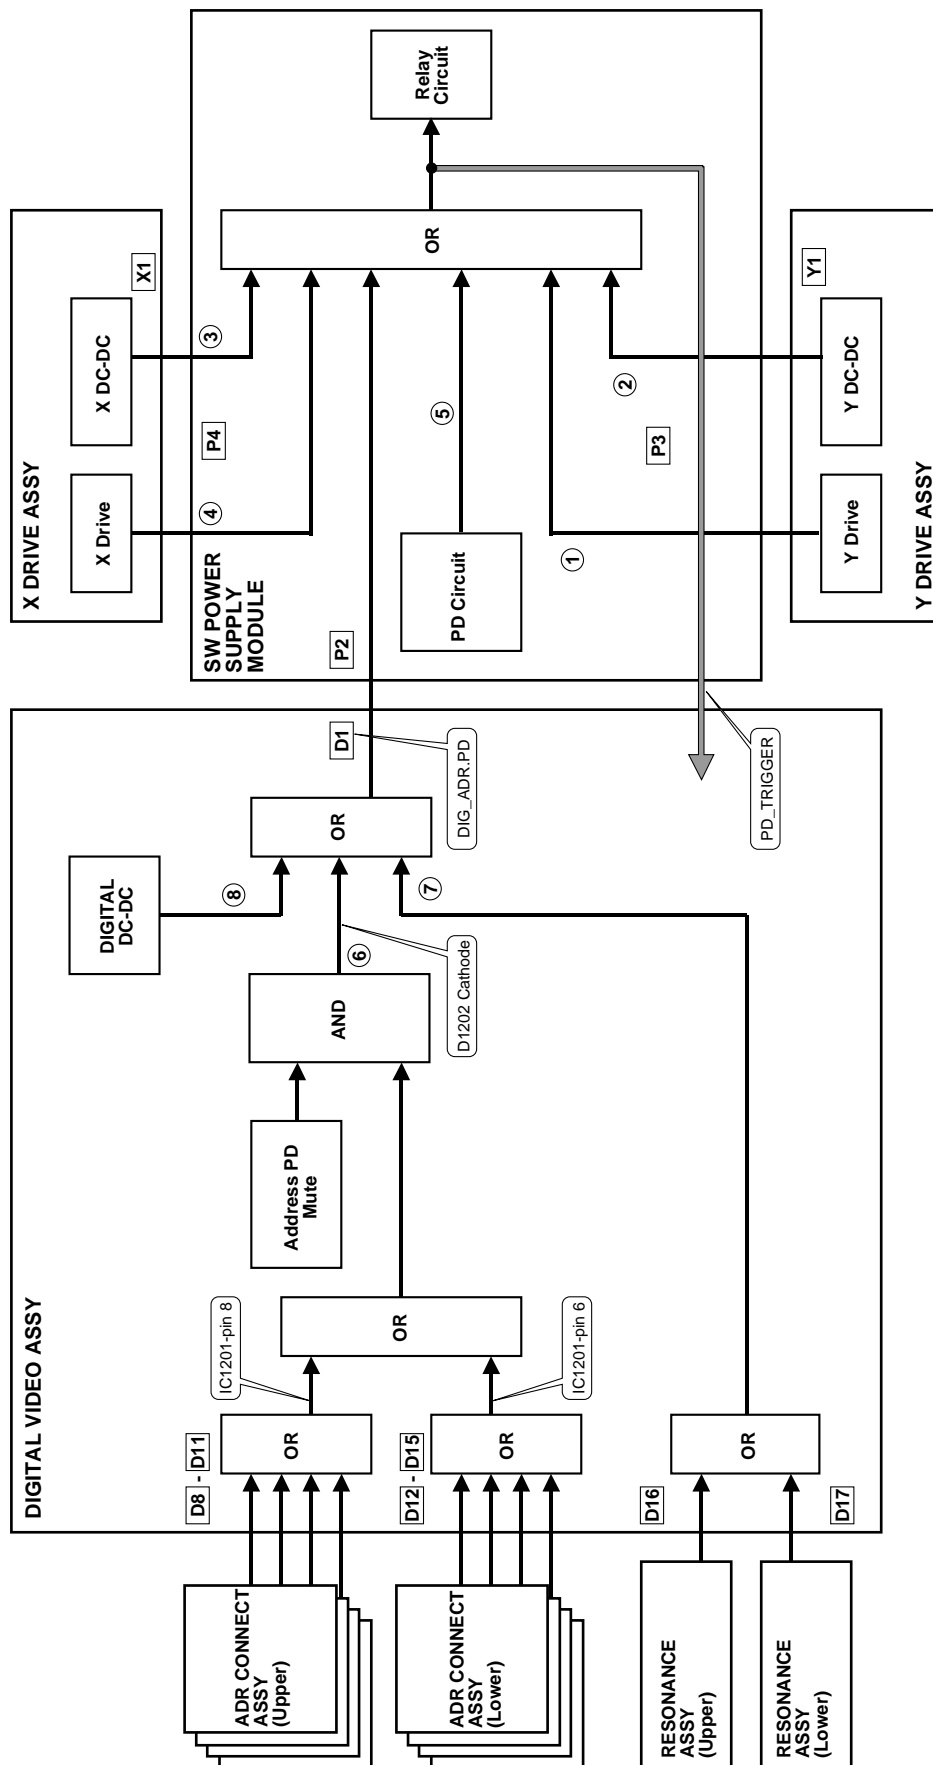 X DRIVE ASSY
X Drive
X DC-DC
X1
4
3
P4
SW POWER
SUPPLY
MODULE
P2
PD Circuit
5
OR
Relay
Circuit
1
2
P3
Y DRIVE ASSY
Y Drive
Y DC-DC
Y1
PD_TRIGGER
DIGITAL VIDEO ASSY
DIGITAL
DC-DC
8
OR
D1
DIG_ADR.PD
6
7
D1202 Cathode
AND
Address PD
Mute
OR
IC1201-pin 8
IC1201-pin 6
D8 - D11
OR
D12 - D15
OR
D16
D17
OR
ADR CONNECT
ASSY
(Upper)
ADR CONNECT
ASSY
(Lower)
RESONANCE
ASSY
(Upper)
RESONANCE
ASSY
(Lower)